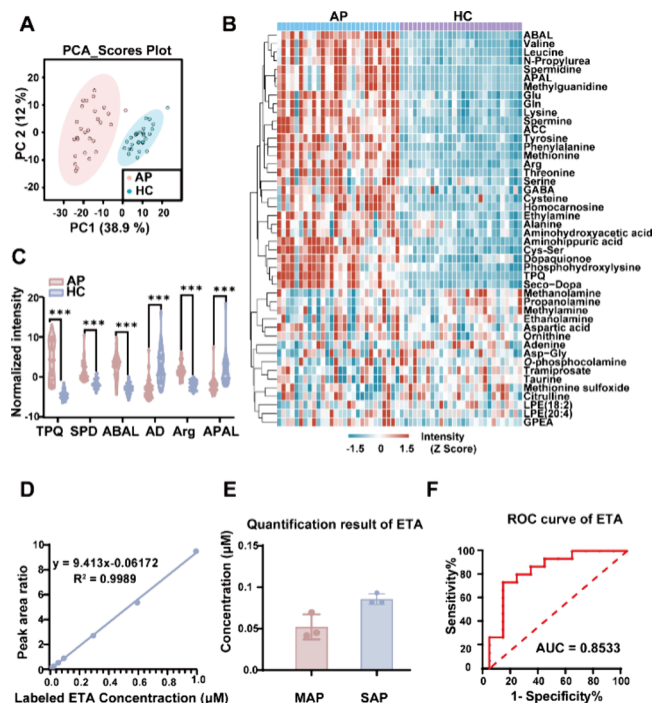 A
PCA_Scores Plot
PC 2 (12 %)
20
10
0
-10
-20
-30
-20
-10
0
10
20
PC1 (38.9 %)
AP
HC
B
AP
HC
ABAL
Valine
Leucine
N-Propylurea
Spermidine
APAL
Methylguanidine
Glu
Gln
Lysine
Spermine
ACC
Tyrosine
Phenylalanine
Methionine
Arg
Threonine
Serine
GABA
Cysteine
Homocarnosine
Ethylamine
Alanine
Aminohydroxyacetic acid
Aminohippuric acid
Cys-Ser
Dopaquionoe
Phosphohydroxylysine
TPQ
Seco-Dopa
Methanolamine
Propanolamine
Methylamine
Ethanolamine
Aspartic acid
Ornithine
Adenine
Asp-Gly
O-phosphocolamine
Tramiprosate
Taurine
Methionine sulfoxide
Citrulline
LPE(18:2)
LPE(20:4)
GPEA
-1.5
0
1.5
Intensity
(Z Score)
C
AP
HC
Normalized intensity
20
10
0
-10
***
***
***
***
***
***
TPQ
SPD
ABAL
AD
Arg
APAL
D
y = 9.413x-0.06172
R² = 0.9989
Peak area ratio
10
8
6
4
2
0
0.0
0.2
0.4
0.6
0.8
1.0
Labeled ETA Concentraction (μM)
E
Quantification result of ETA
Concentration (μM)
0.15
0.10
0.05
0
MAP
SAP
F
ROC curve of ETA
Sensitivity%
100
80
60
40
20
0
AUC = 0.8533
0
20
40
60
80
100
1- Specificity%